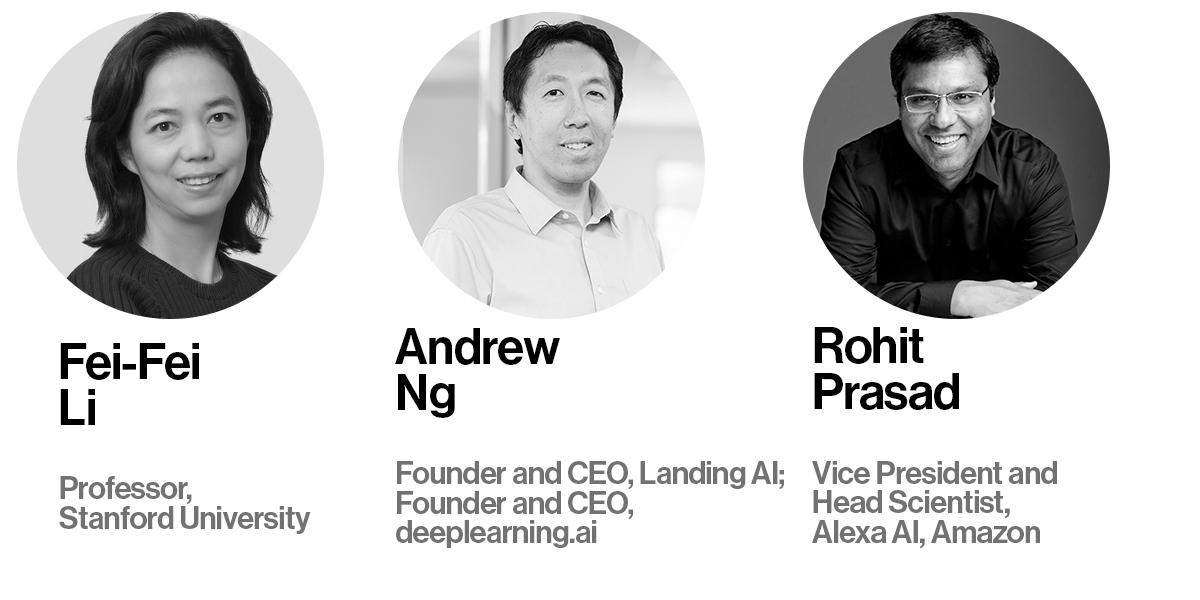 Fei-Fei
Li
Professor,
Stanford University
Andrew
Ng
Founder and CEO, Landing AI;
Founder and CEO,
deeplearning.ai
Rohit
Prasad
Vice President and
Head Scientist,
Alexa AI, Amazon